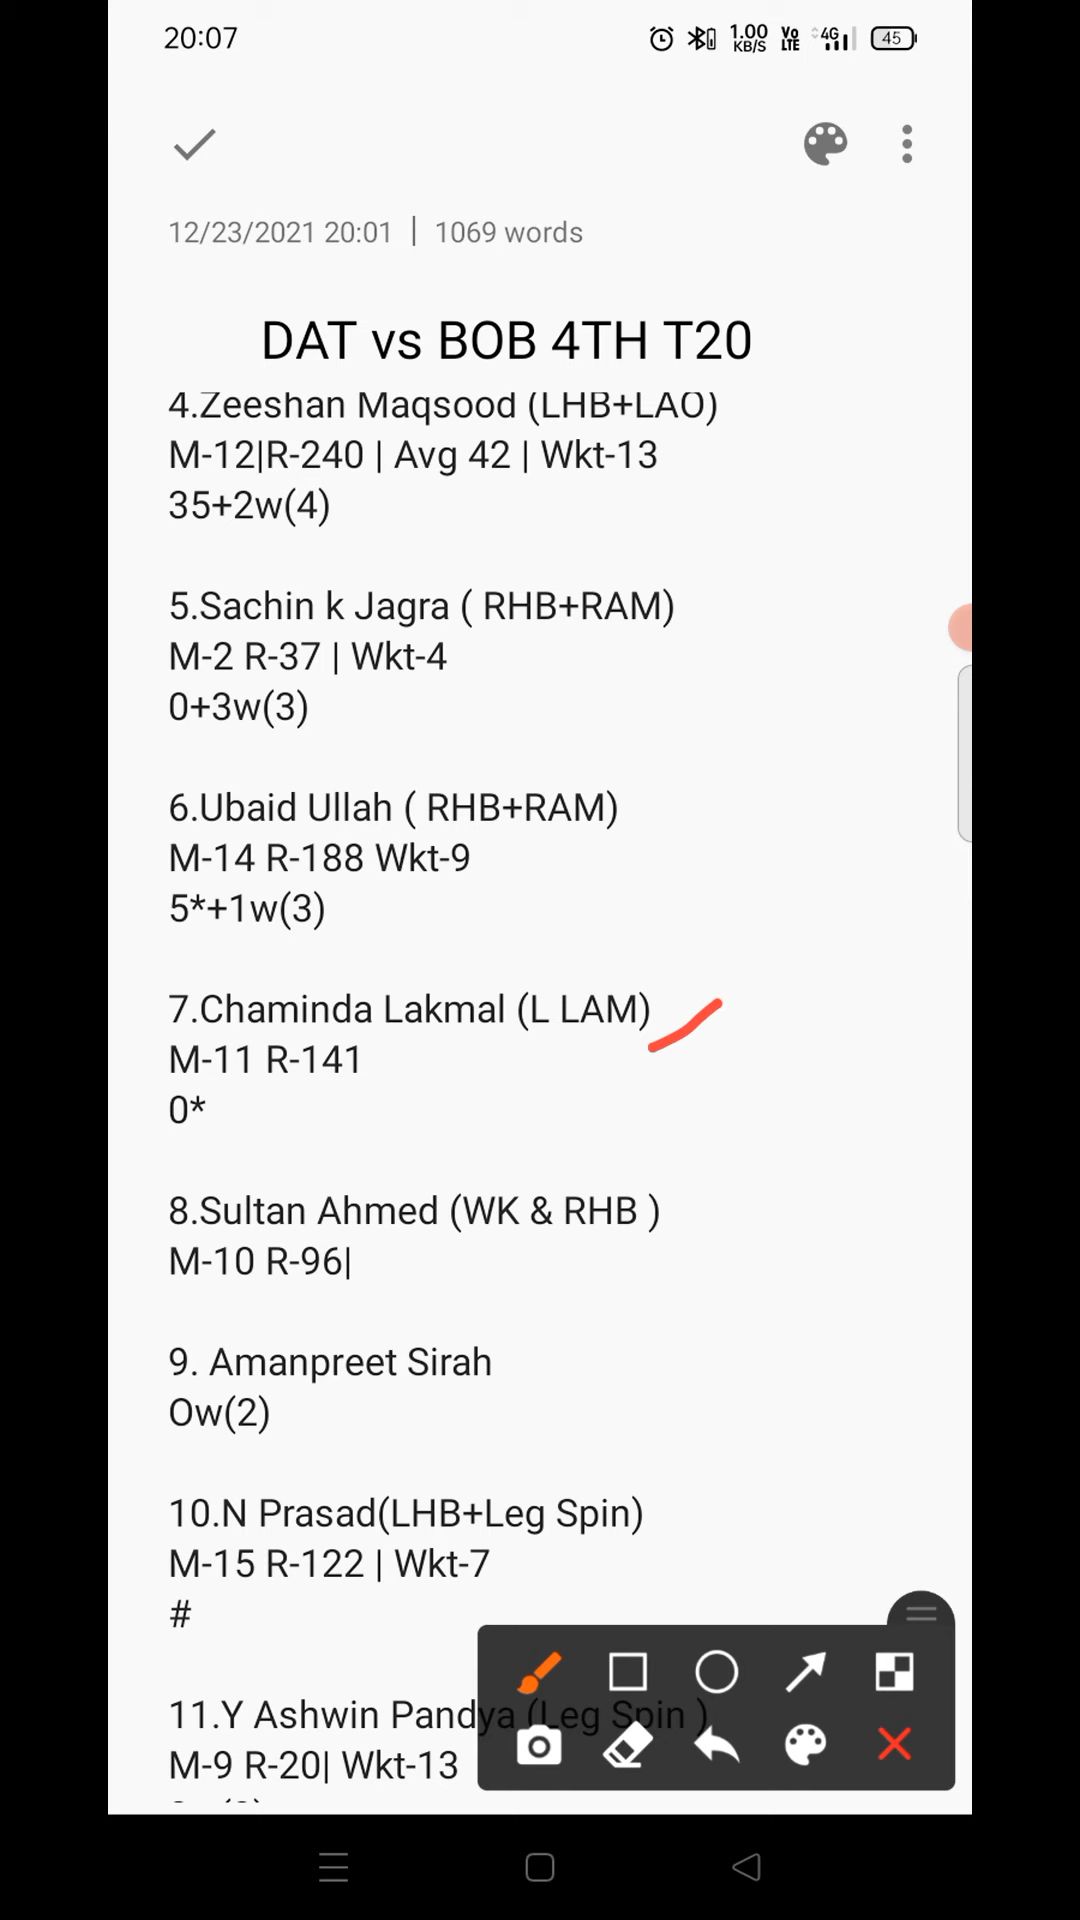 20:07
1.00 KB/S Vo LTE 4G 45
12/23/2021 20:01 | 1069 words
DAT vs BOB 4TH T20
4.Zeeshan Maqsood (LHB+LAO)
M-12|R-240 | Avg 42 | Wkt-13
35+2w(4)
5.Sachin k Jagra ( RHB+RAM)
M-2 R-37 | Wkt-4
0+3w(3)
6.Ubaid Ullah ( RHB+RAM)
M-14 R-188 Wkt-9
5*+1w(3)
7.Chaminda Lakmal (L LAM)
M-11 R-141
0*
8.Sultan Ahmed (WK & RHB )
M-10 R-96|
9. Amanpreet Sirah
Ow(2)
10.N Prasad(LHB+Leg Spin)
M-15 R-122 | Wkt-7
#
11.Y Ashwin Pandya (Leg Spin )
M-9 R-20| Wkt-13